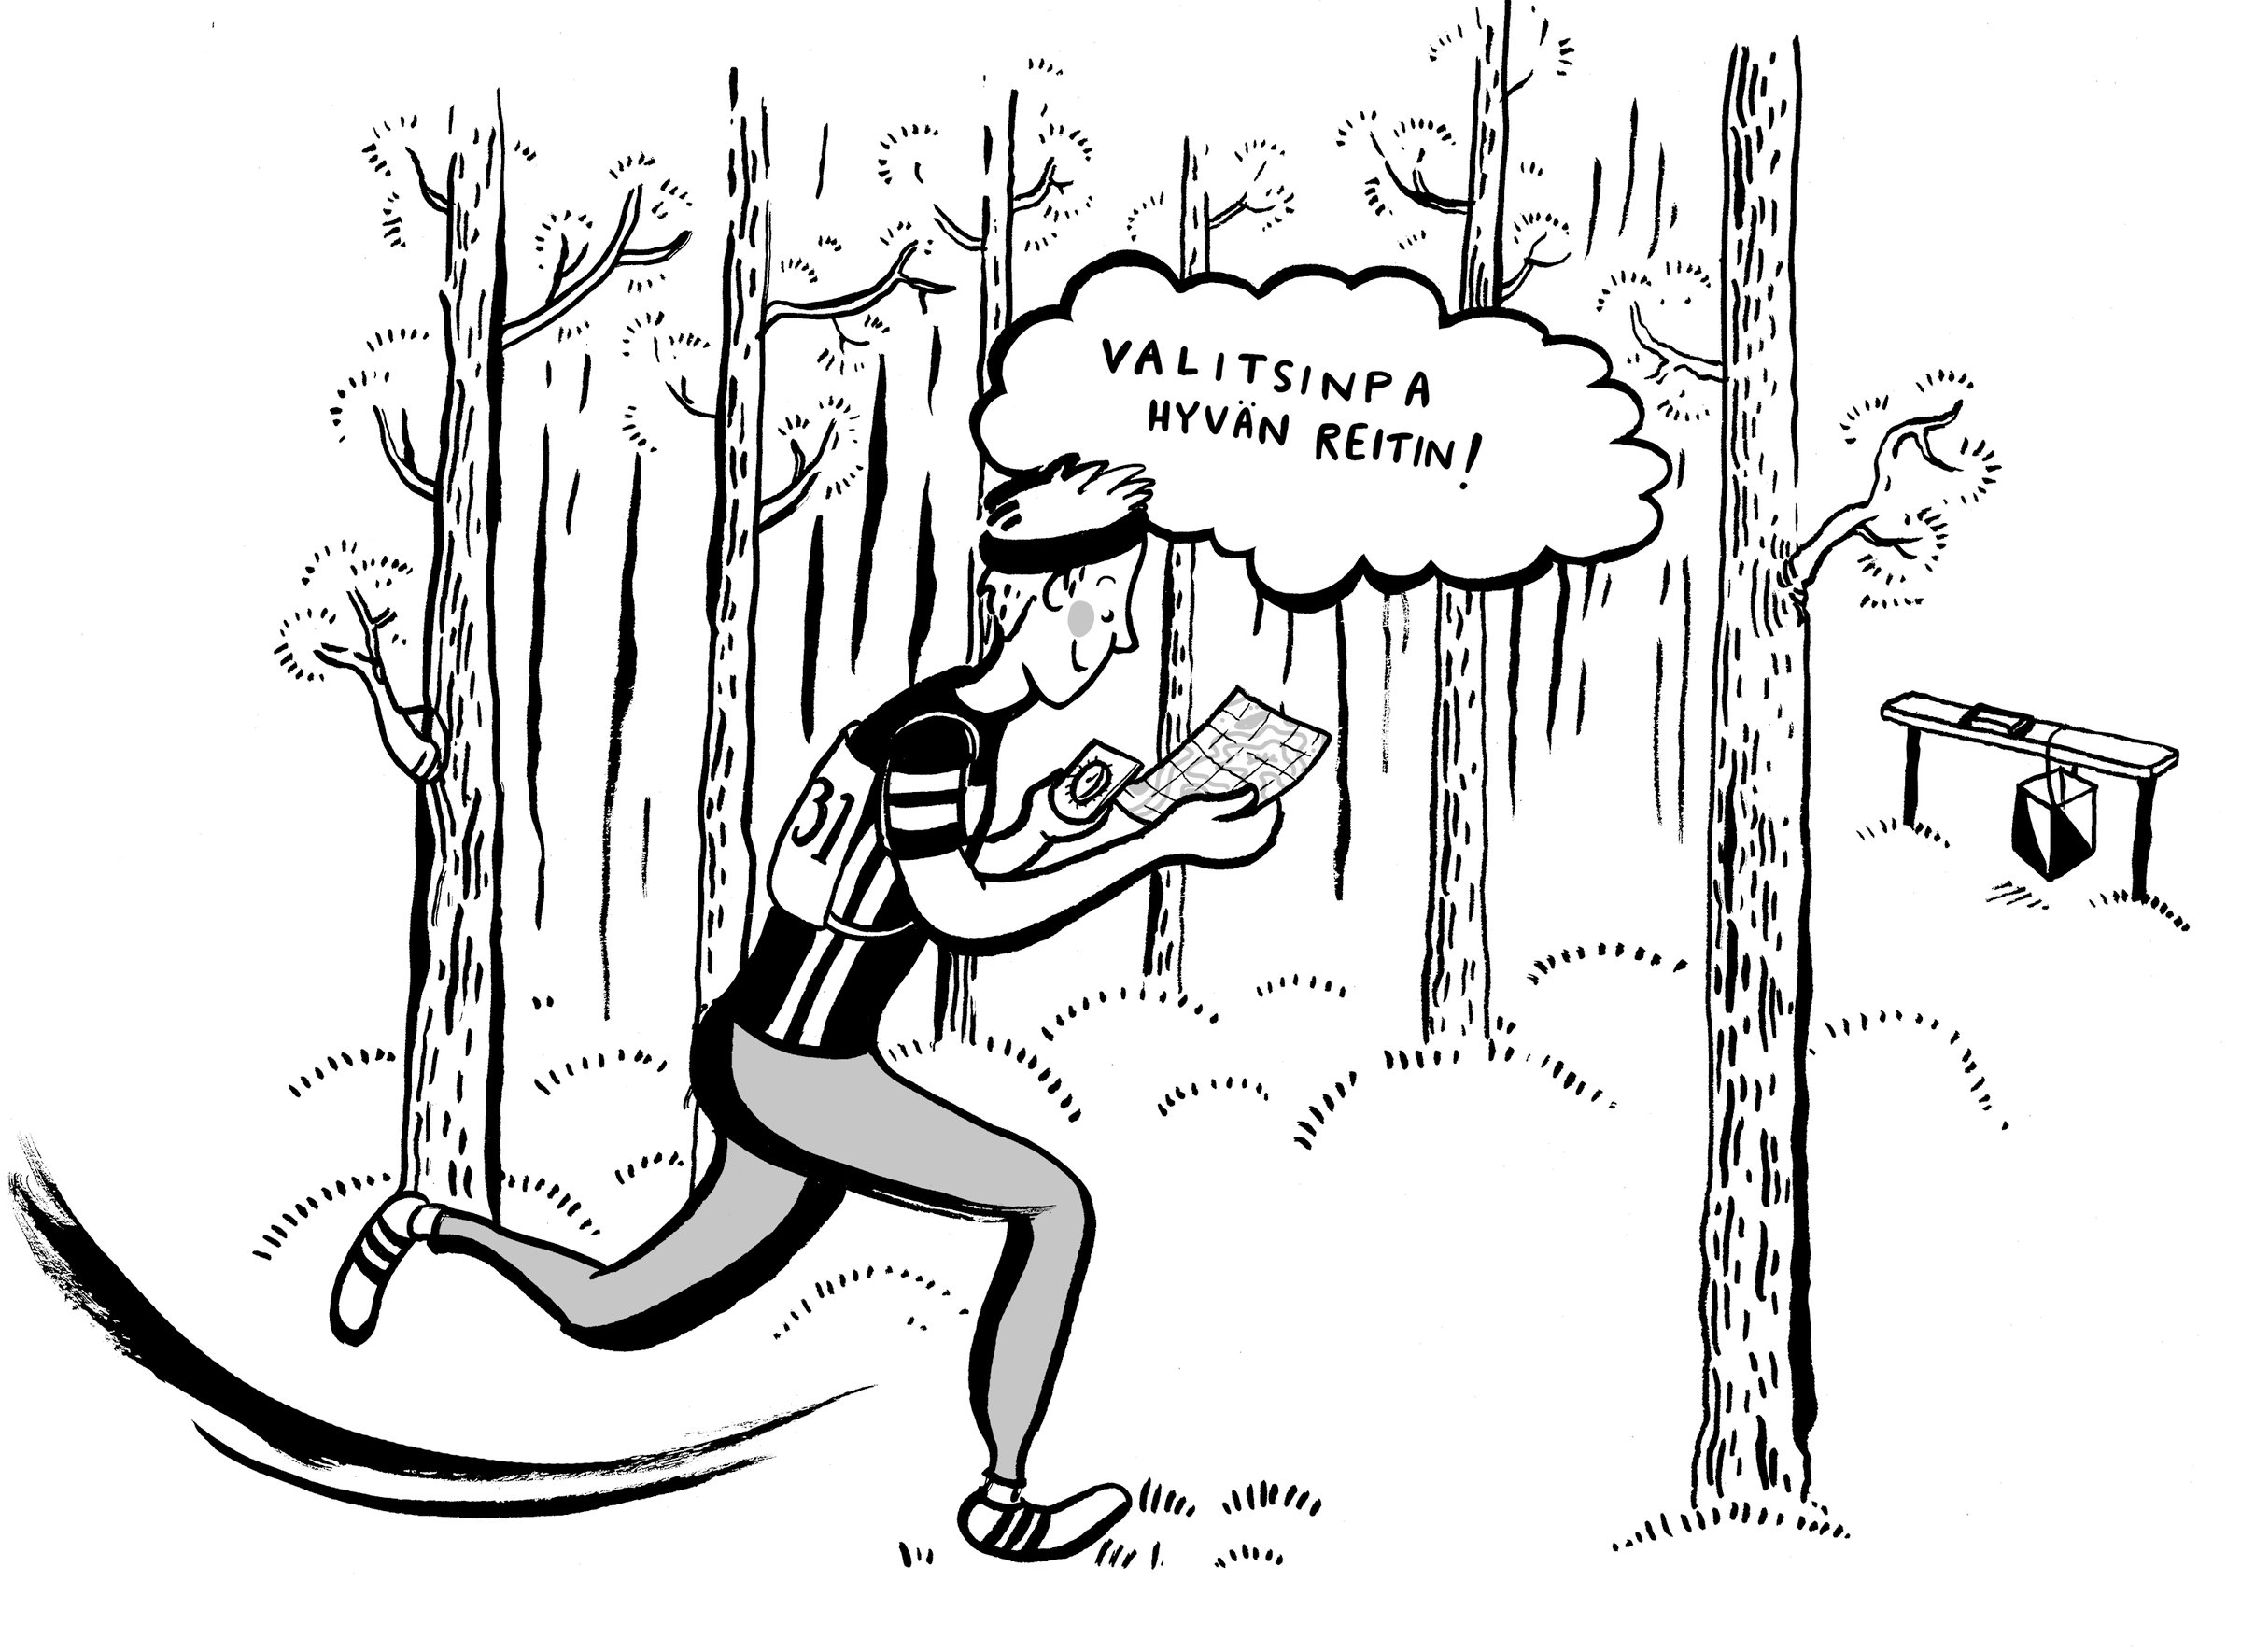 VALITSINPA
HYVÄN REITIN!
31